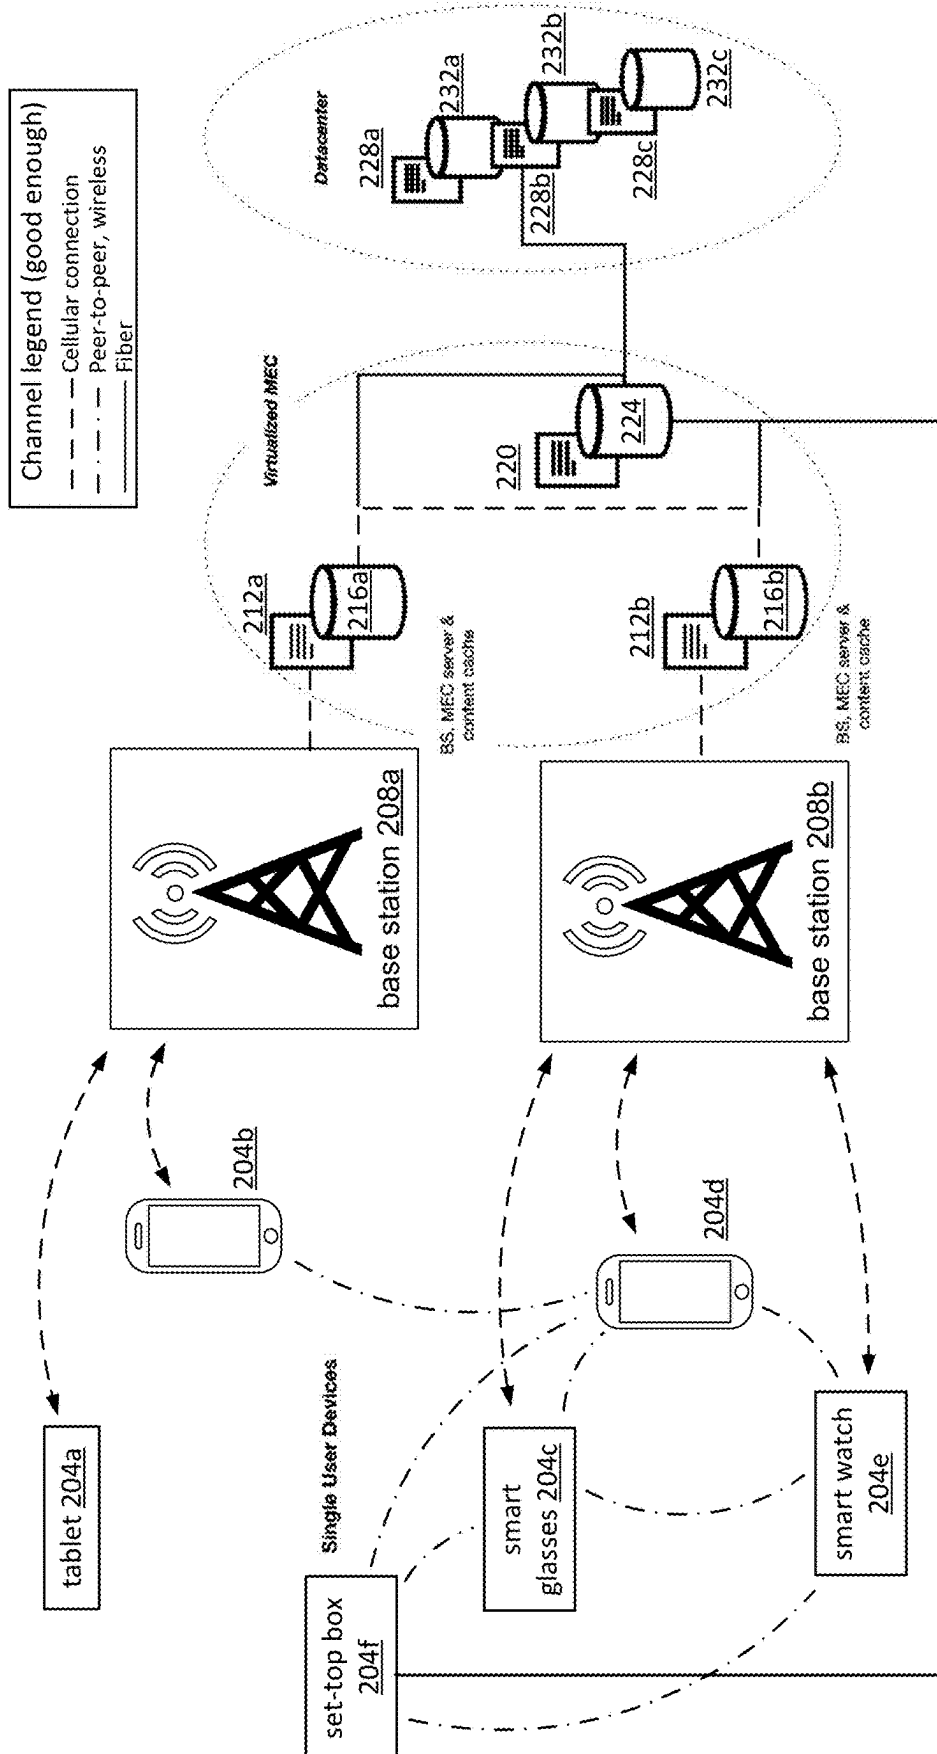 Channel legend (good enough)
Cellular connection
Peer-to-peer, wireless
Fiber
tablet 204a
204b
base station 208a
212a
216a
BS, MEC server &
content cache
Virtualized MEC
Datacenter
228a
232a
228b
232b
228c
232c
220
224
Single User Devices
set-top box
204f
smart
glasses 204c
204d
smart watch
204e
base station 208b
212b
216b
BS, MEC server &
content cache